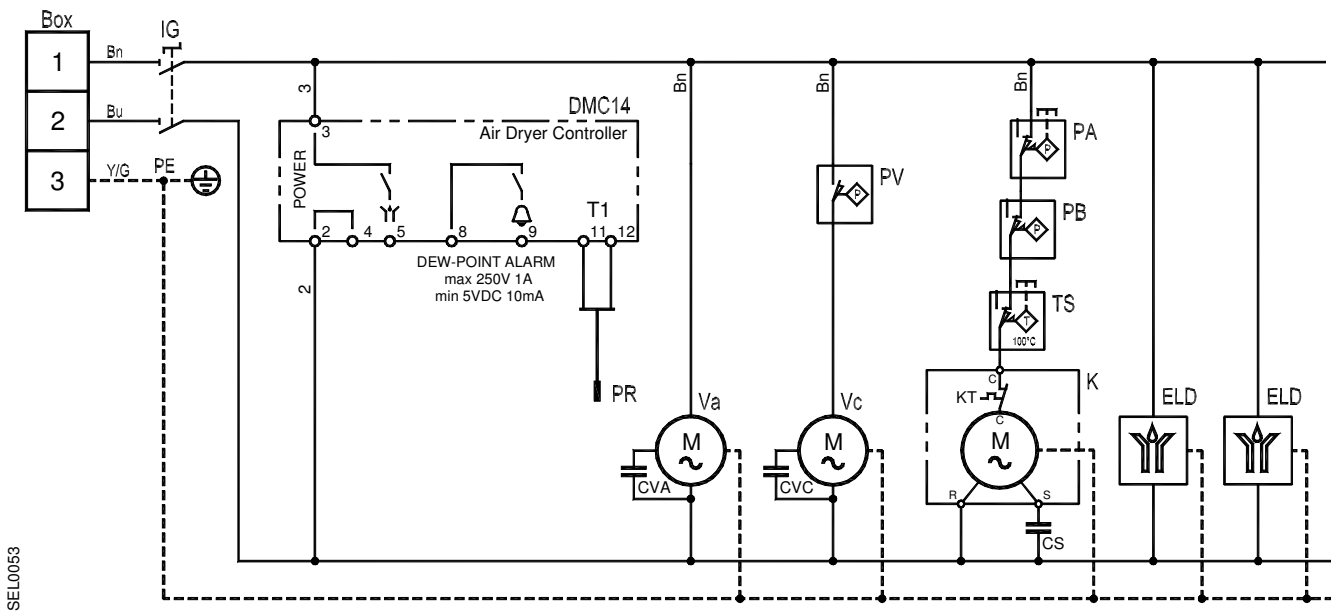 Box
IG
1
Bn
2
Bu
3
Y/G
PE
3
DMC14
3
Air Dryer Controller
POWER
T1
2
4
5
8
9
11
12
DEW-POINT ALARM
max 250V 1A
min 5VDC 10mA
2
PR
Bn
Va
M
CVA
Bn
PV
P
Vc
M
CVC
Bn
PA
P
PB
P
TS
T
100°C
C
K
KT
C
M
R
S
CS
ELD
ELD
SEL0053